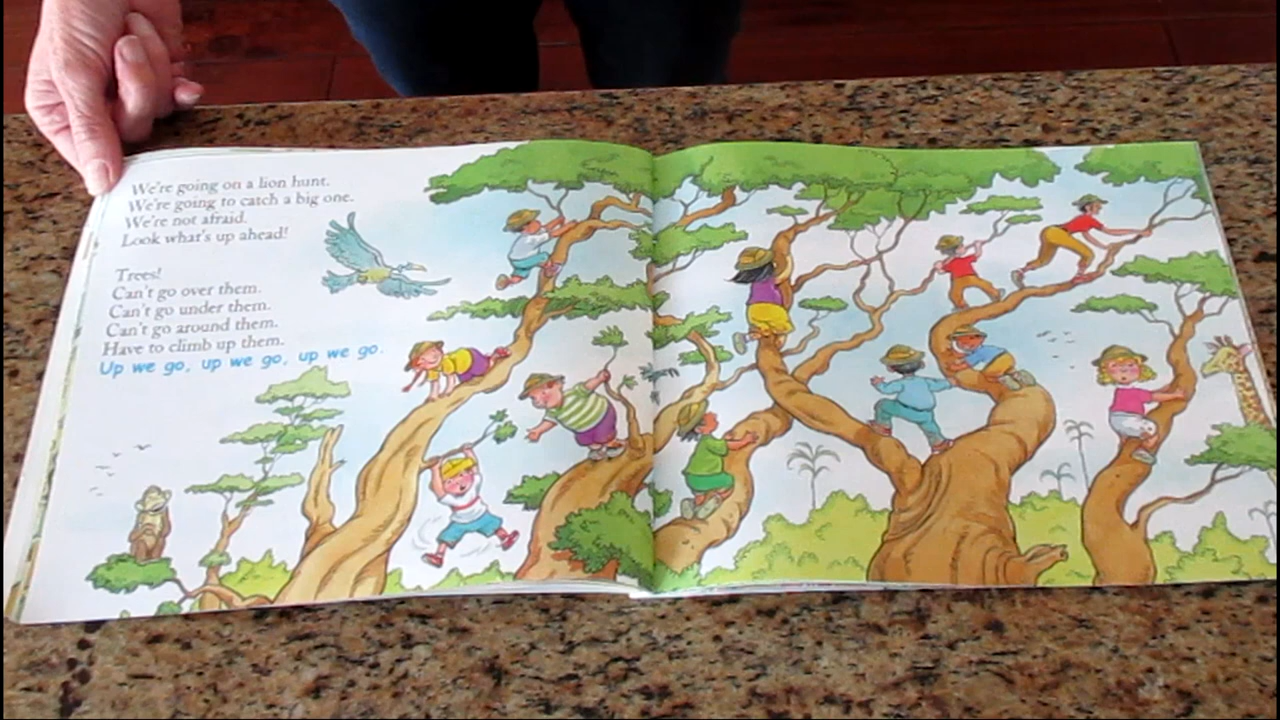 We're going on a lion hunt.
We're going to catch a big one.
We're not afraid.
Look what's up ahead!
Trees!
Can't go over them.
Can't go under them.
Can't go around them.
Have to climb up them.
Up we go, up we go, up we go.